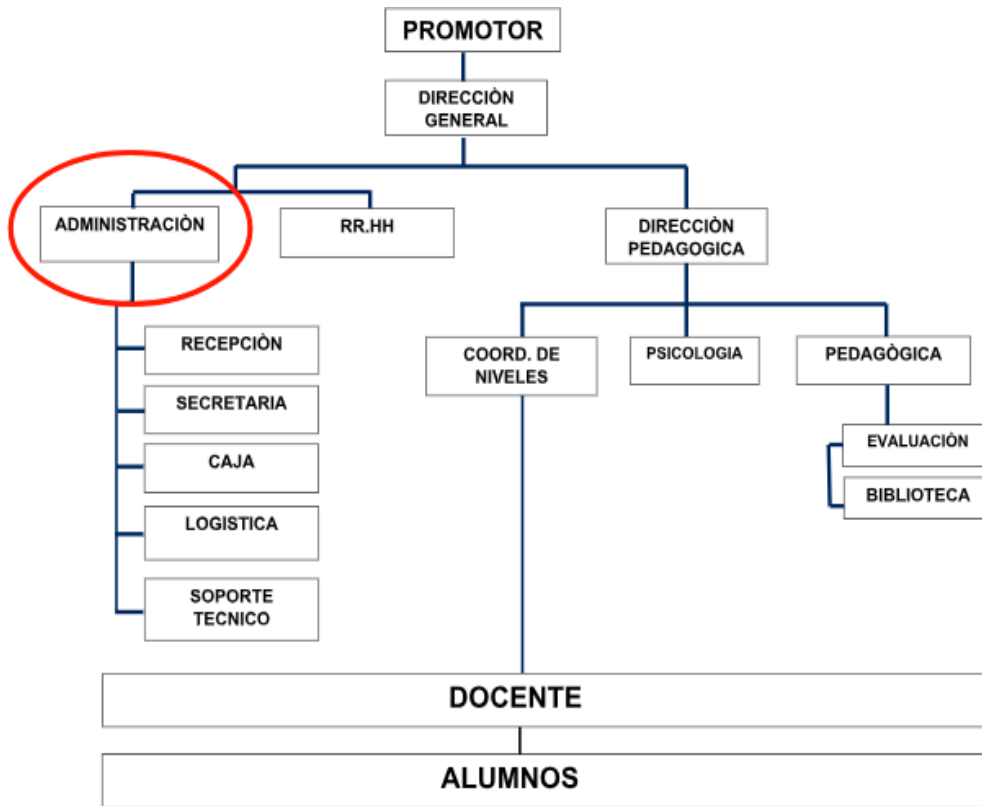 PROMOTOR
DIRECCIÒN
GENERAL
ADMINISTRACIÒN
RR.HH
DIRECCIÒN
PEDAGOGICA
RECEPCIÒN
SECRETARIA
CAJA
LOGISTICA
SOPORTE
TECNICO
COORD. DE
NIVELES
PSICOLOGIA
PEDAGÒGICA
EVALUACIÒN
BIBLIOTECA
DOCENTE
ALUMNOS